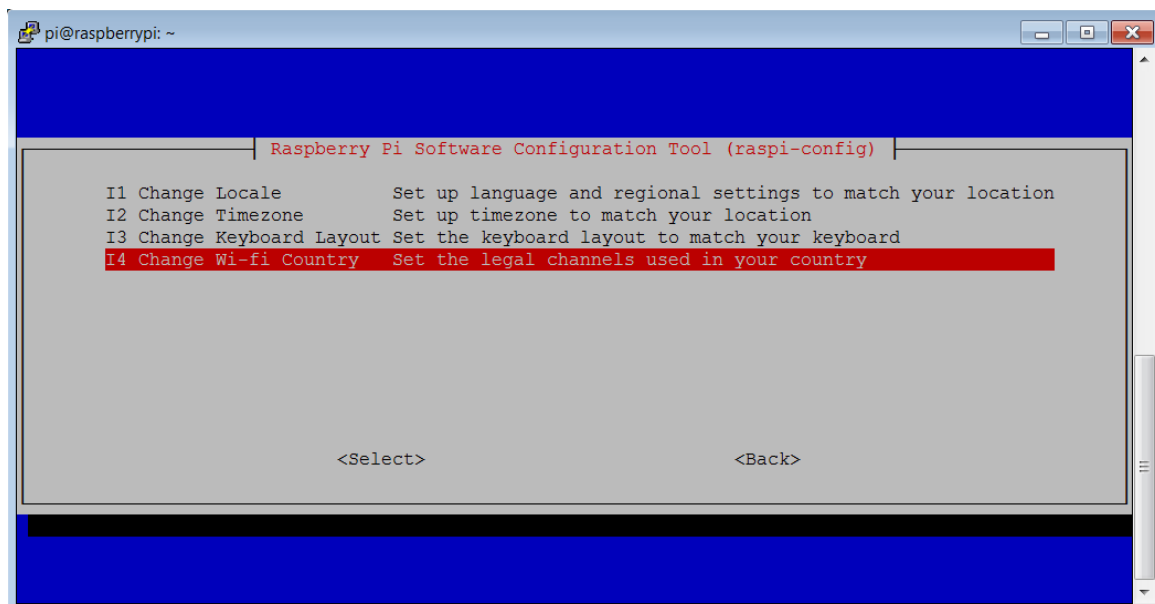 pi@raspberrypi: ~
Raspberry Pi Software Configuration Tool (raspi-config)
I1 Change Locale Set up language and regional settings to match your location
I2 Change Timezone Set up timezone to match your location
I3 Change Keyboard Layout Set the keyboard layout to match your keyboard
I4 Change Wi-fi Country Set the legal channels used in your country
<Select> <Back>